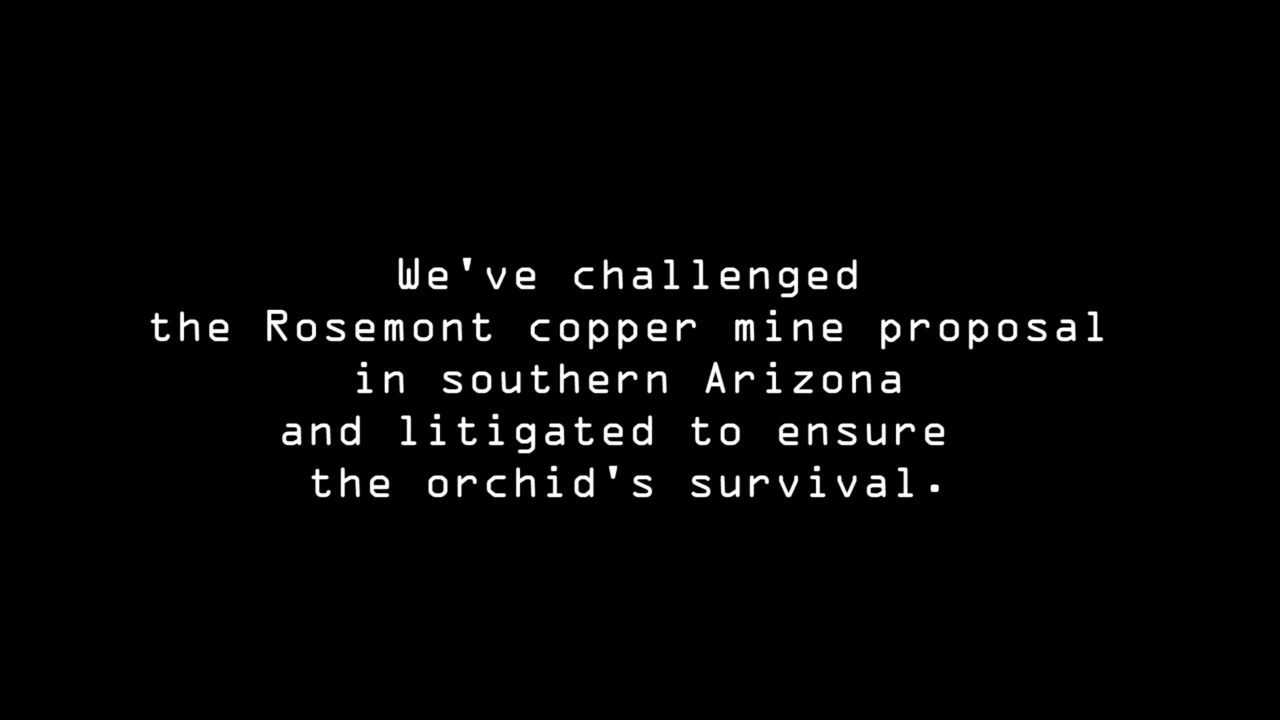 We've challenged
the Rosemont copper mine proposal
in southern Arizona
and litigated to ensure
the orchid's survival.